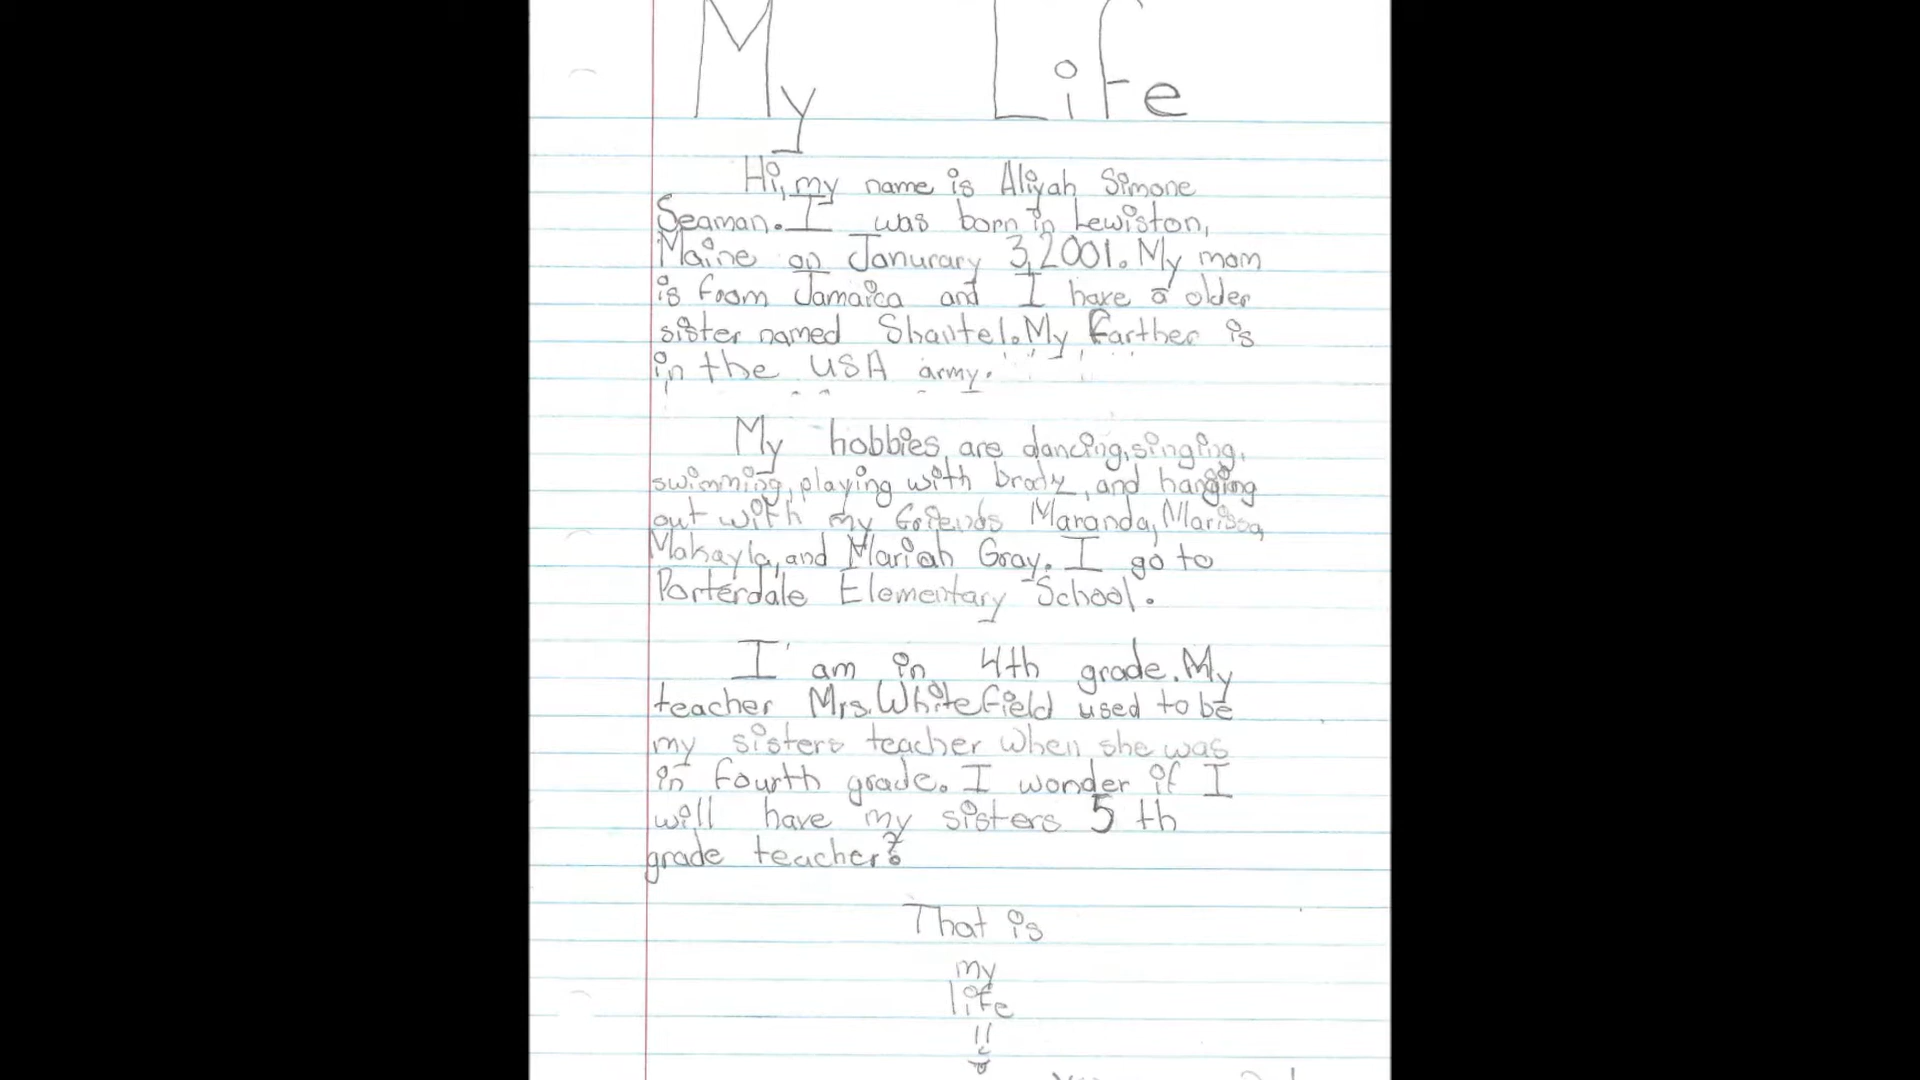 My Life
Hi, my name is Aliyah Simone
Seaman. I was born in Lewiston,
Maine on Janurary 3, 2001. My mom
is from Jamaica and I have a older
sister named Shantel. My farther is
in the USA army.
My hobbies are dancing, singing,
swimming, playing with brady, and hanging
out with my friends Maranda, Marissa,
Makayla, and Mariah Gray. I go to
Porterdale Elementary School.
I am in 4th grade. My
teacher Mrs. Whitefield used to be
my sisters teacher when she was
in fourth grade. I wonder if I
will have my sisters 5 th
grade teacher?
That is
my
life
!!